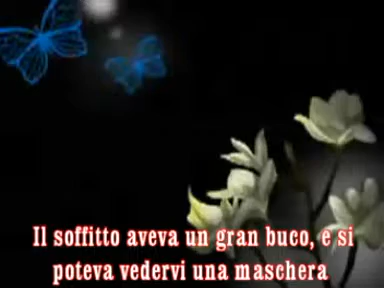 Il soffitto aveva un gran buco, e si
poteva vedervi una maschera